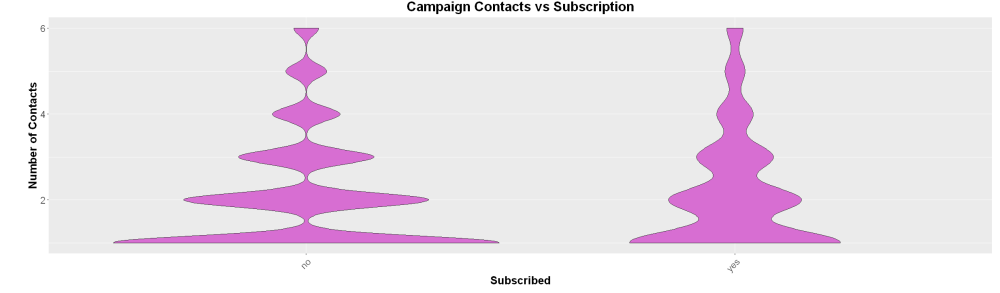 Campaign Contacts vs Subscription
Number of Contacts
6
4
2
no
yes
Subscribed